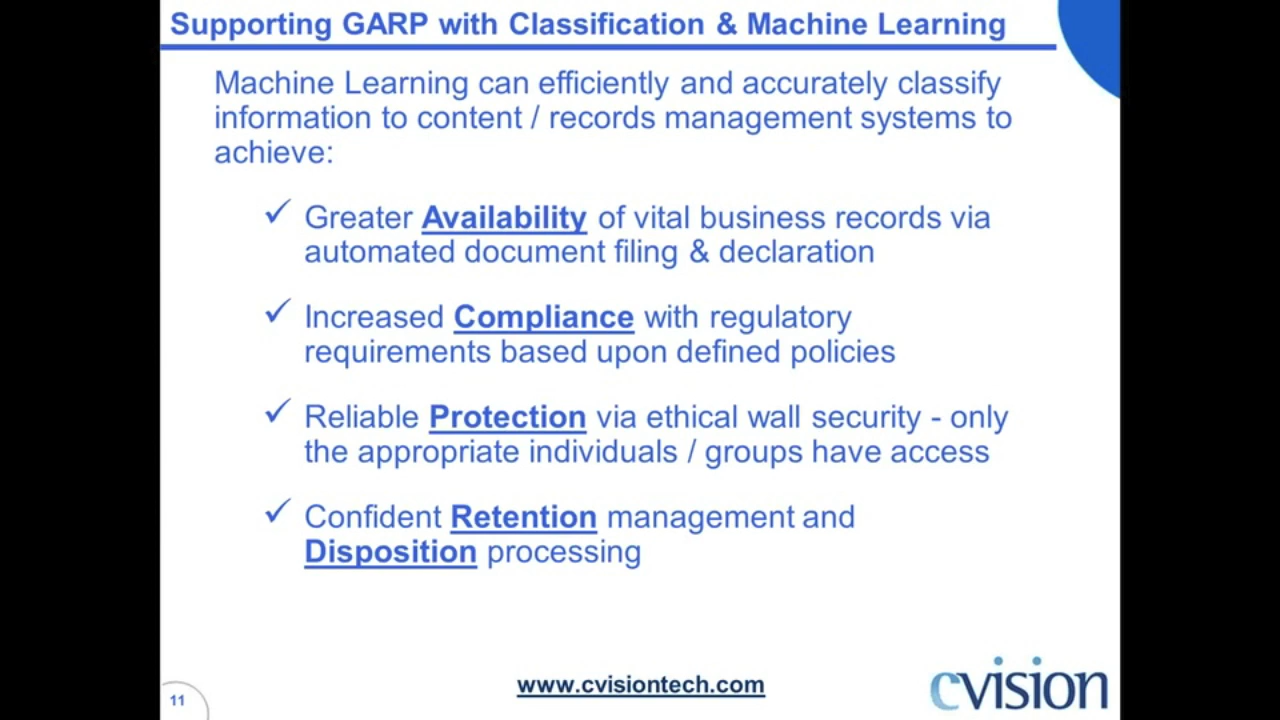 Supporting GARP with Classification & Machine Learning
Machine Learning can efficiently and accurately classify
information to content / records management systems to
achieve:
✓ Greater Availability of vital business records via
automated document filing & declaration
✓ Increased Compliance with regulatory
requirements based upon defined policies
✓ Reliable Protection via ethical wall security - only
the appropriate individuals / groups have access
✓ Confident Retention management and
Disposition processing
11
www.cvisiontech.com
cvision